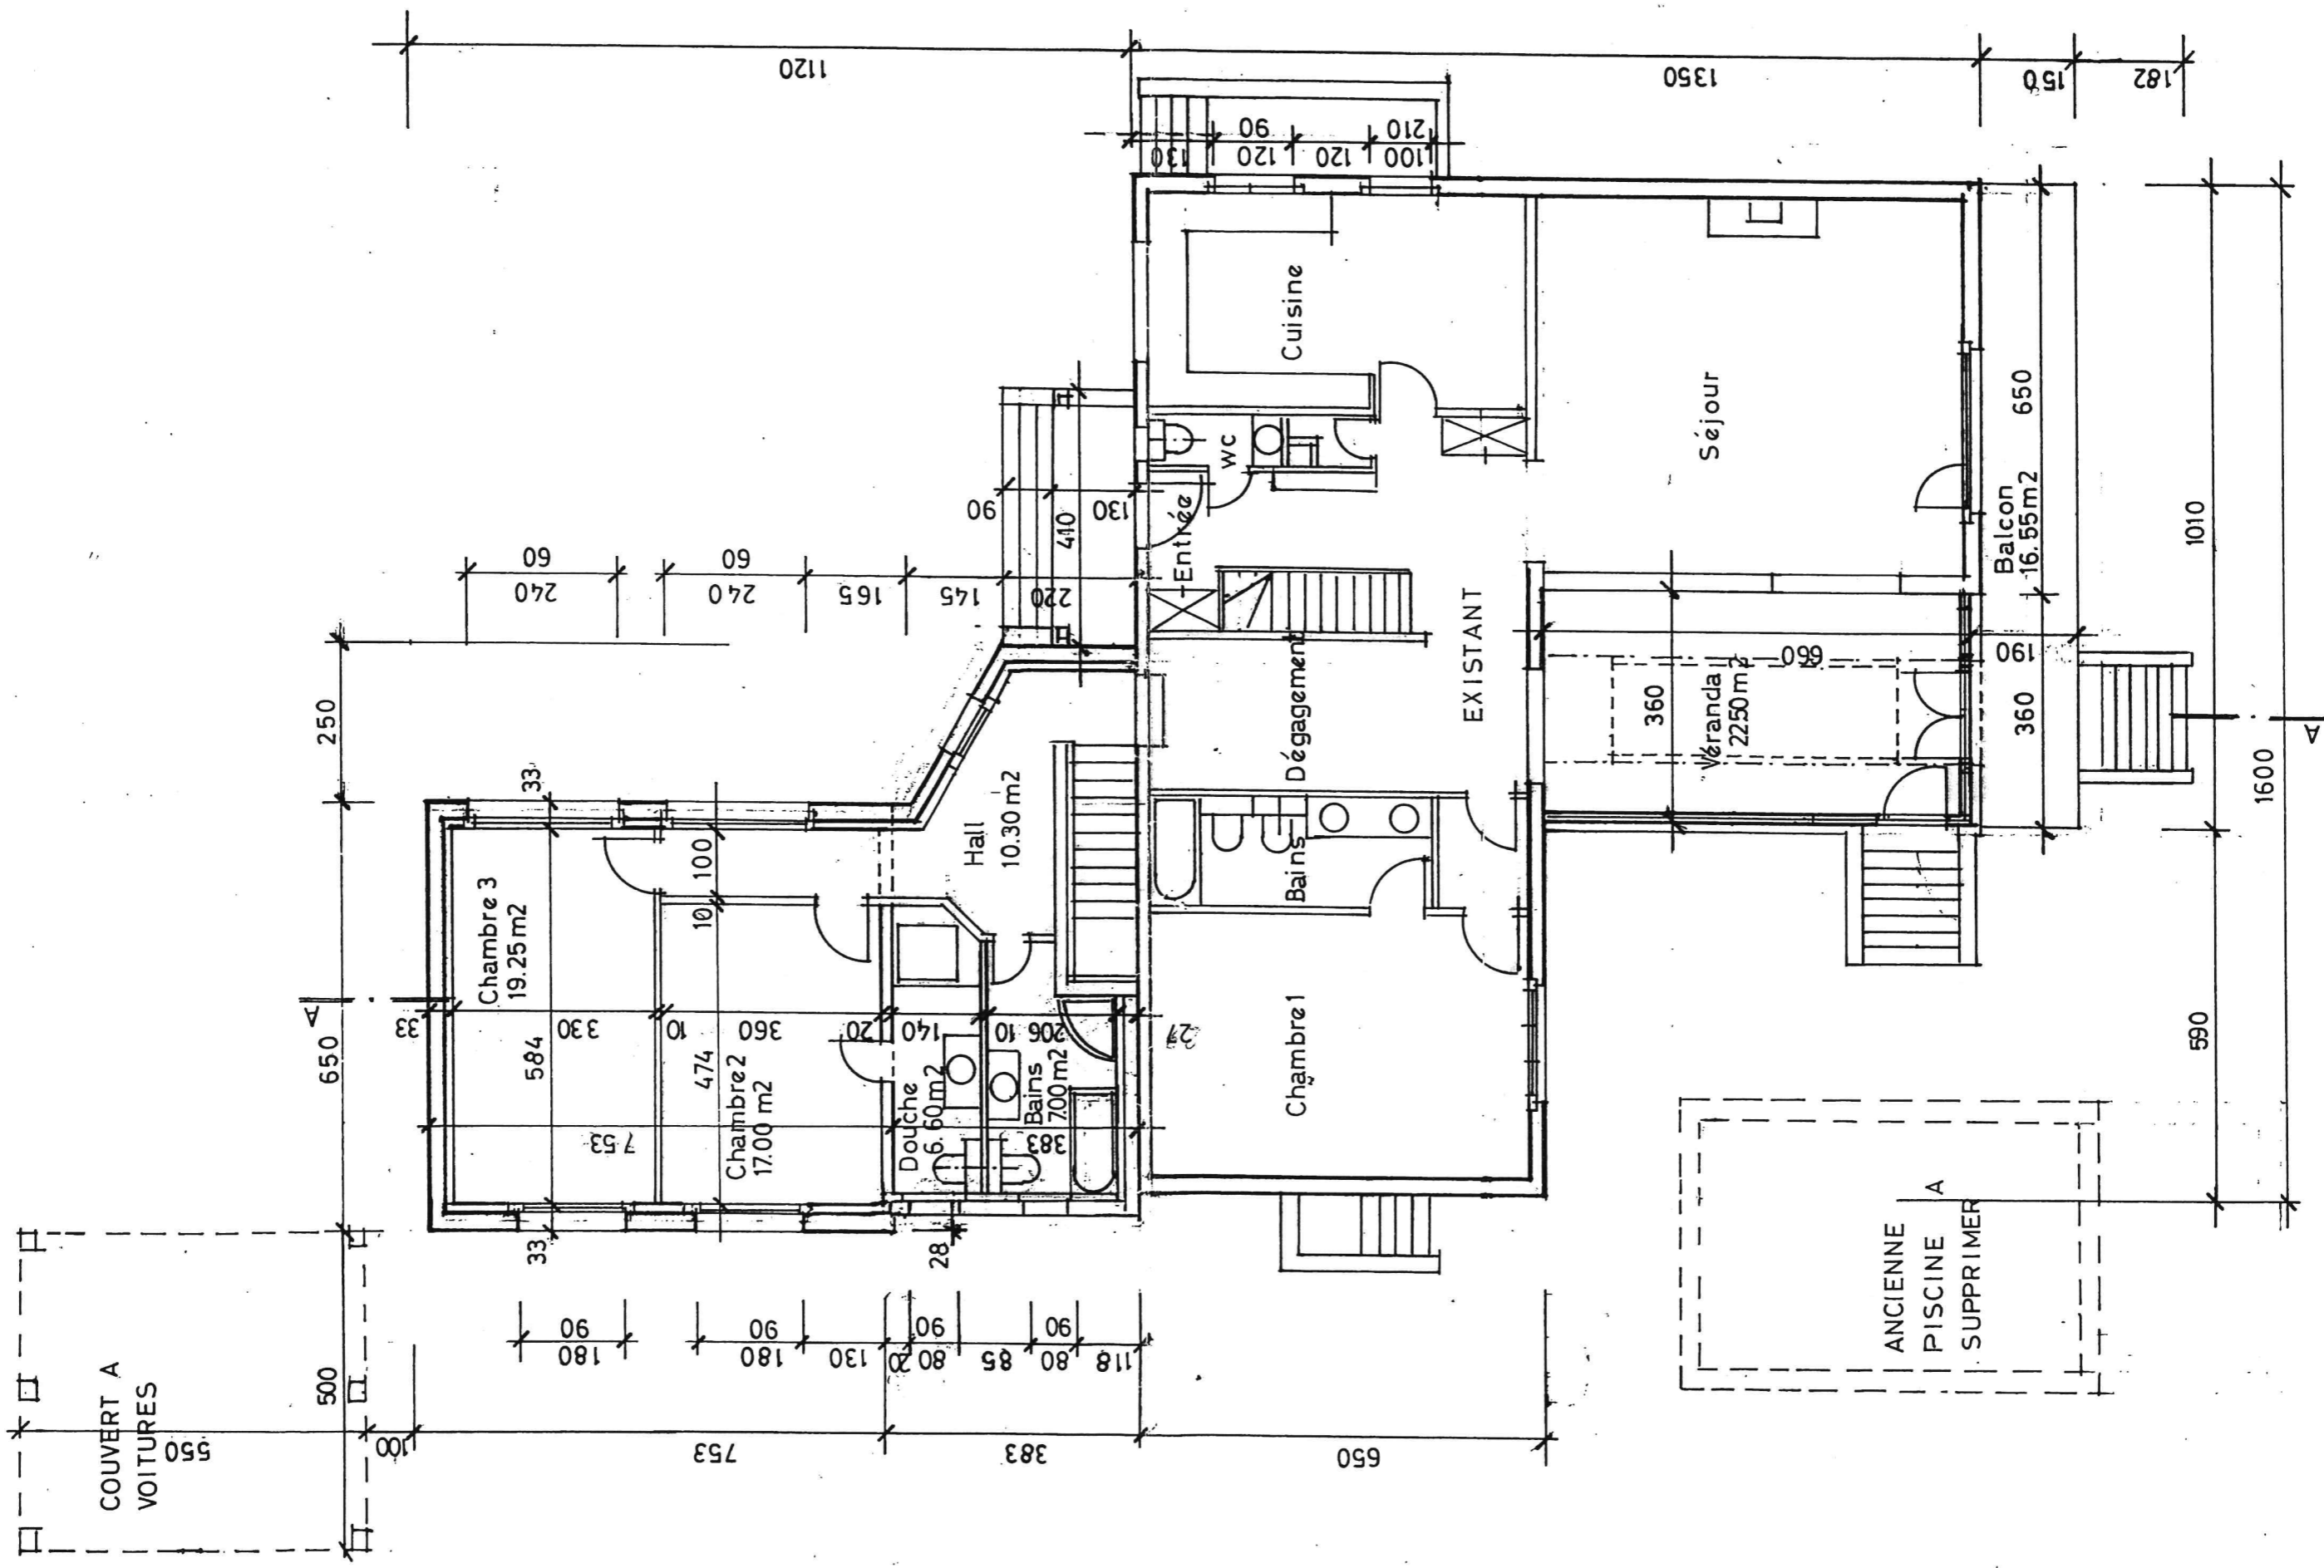 COUVERT A
VOITURES
550
500
100
650
250
Chambre 3
19.25 m2
33
584
33
33
330
10
360
20
140
10
206
27
Chambre 2
17.00 m2
474
10
100
753
383
Douche
6.60 m2
Bains
7.00 m2
Hall
10.30 m2
28
90
180
90
180
130
20
90
80
85
90
80
118
753
383
650
60
240
60
240
165
145
220
90
130
410
1120
1350
150
182
130
90
120
120
210
100
Cuisine
WC
Entrée
Dégagement
Bains
Chambre 1
EXISTANT
Séjour
Véranda
22.50 m2
360
660
190
Balcon
16.55 m2
650
360
1010
590
1600
A
A
ANCIENNE
PISCINE A
SUPPRIMER